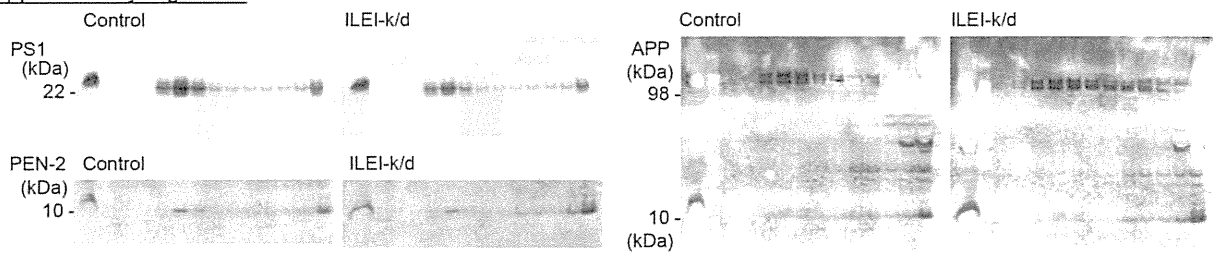 Control
ILEI-k/d
PS1
(kDa)
22 -
PEN-2
Control
ILEI-k/d
(kDa)
10 -
Control
ILEI-k/d
APP
(kDa)
98 -
10 -
(kDa)